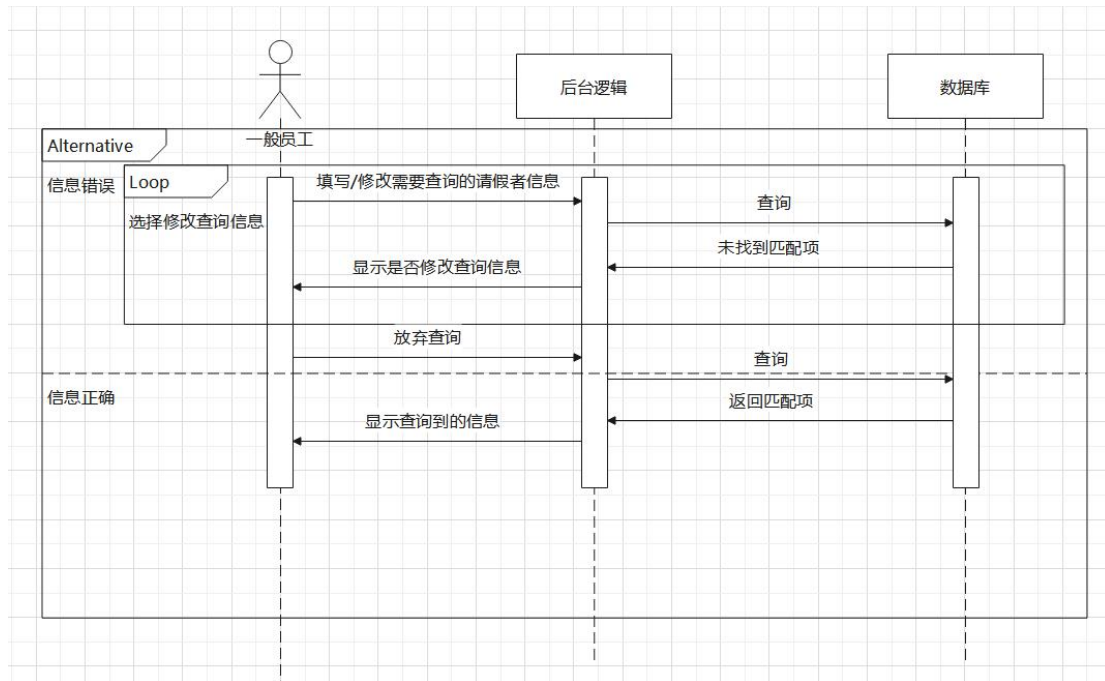 后台逻辑
数据库
一般员工
Alternative
信息错误
Loop
填写/修改需要查询的请假者信息
查询
选择修改查询信息
未找到匹配项
显示是否修改查询信息
放弃查询
查询
信息正确
返回匹配项
显示查询到的信息